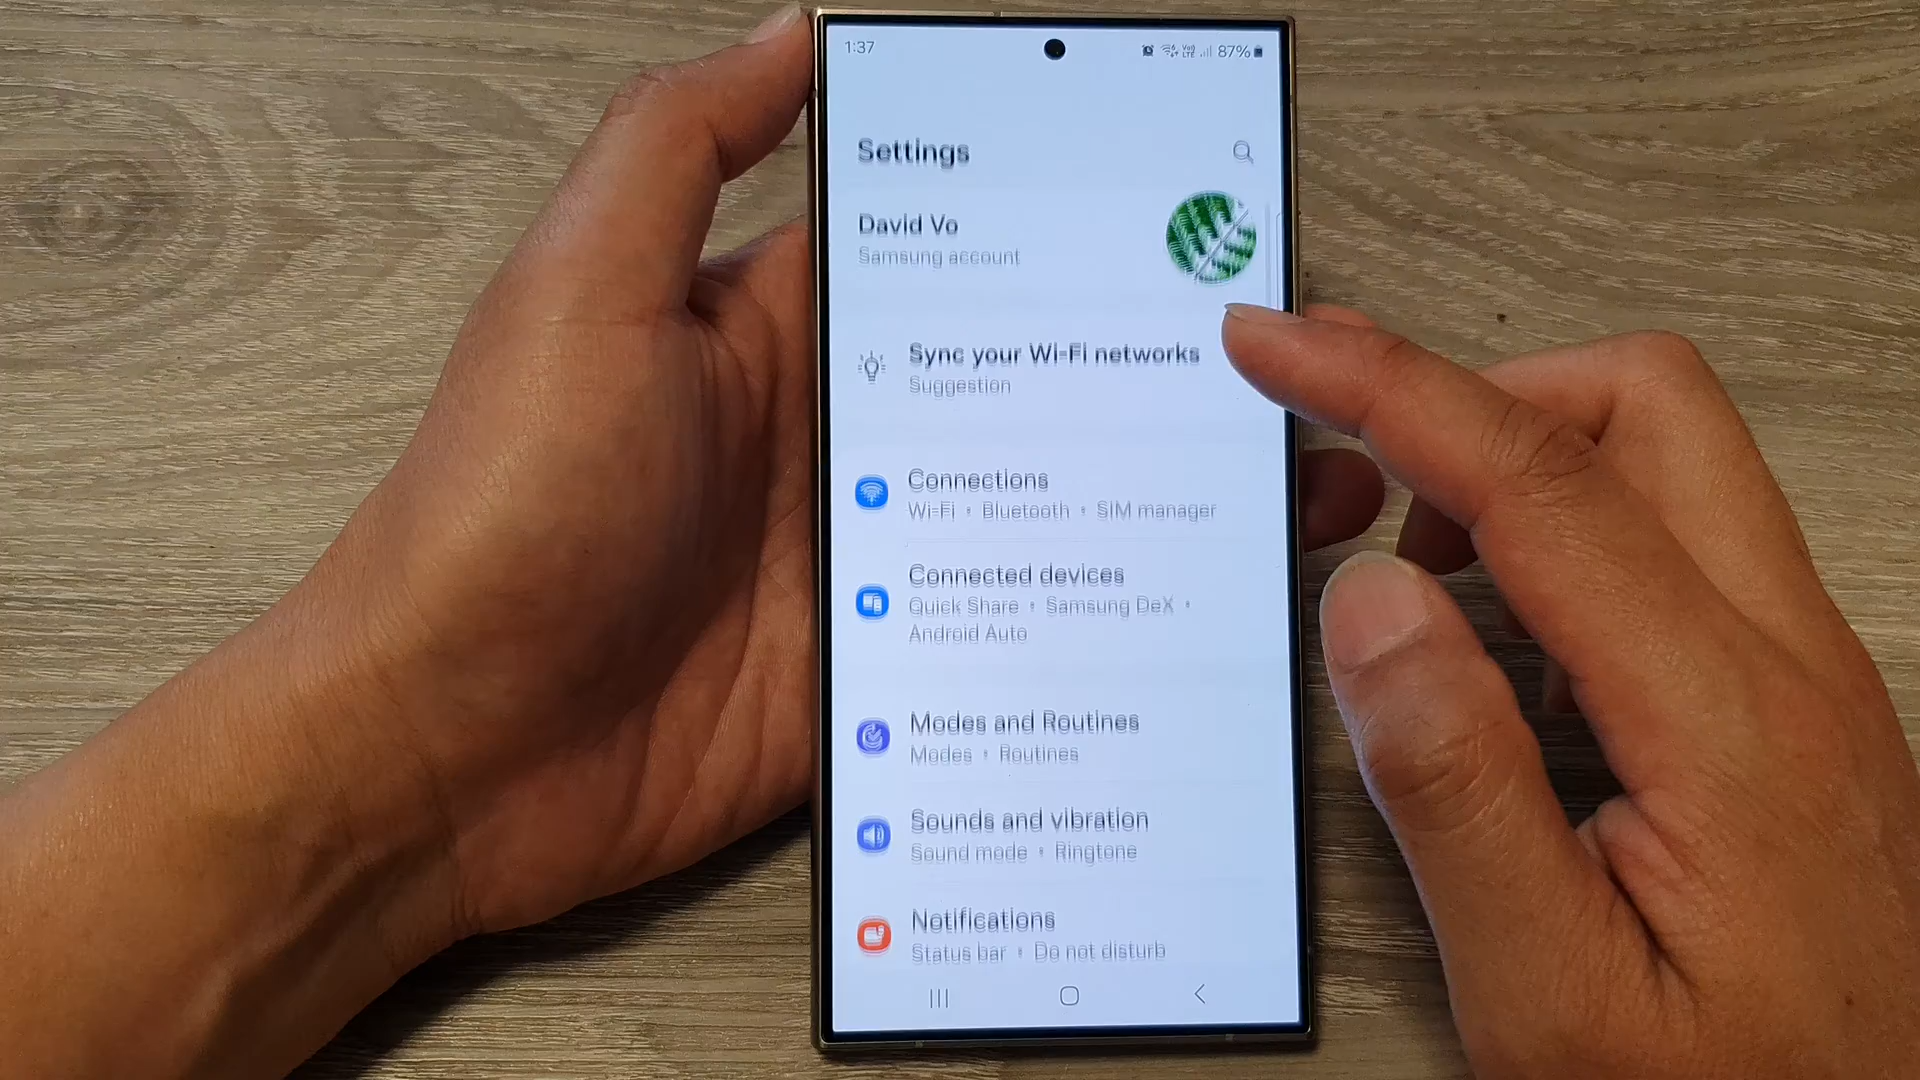 1:37
Vo) LTE 87%
Settings
David Vo
Samsung account
Sync your Wi-Fi networks
Suggestion
Connections
Wi-Fi • Bluetooth • SIM manager
Connected devices
Quick Share • Samsung DeX •
Android Auto
Modes and Routines
Modes • Routines
Sounds and vibration
Sound mode • Ringtone
Notifications
Status bar • Do not disturb